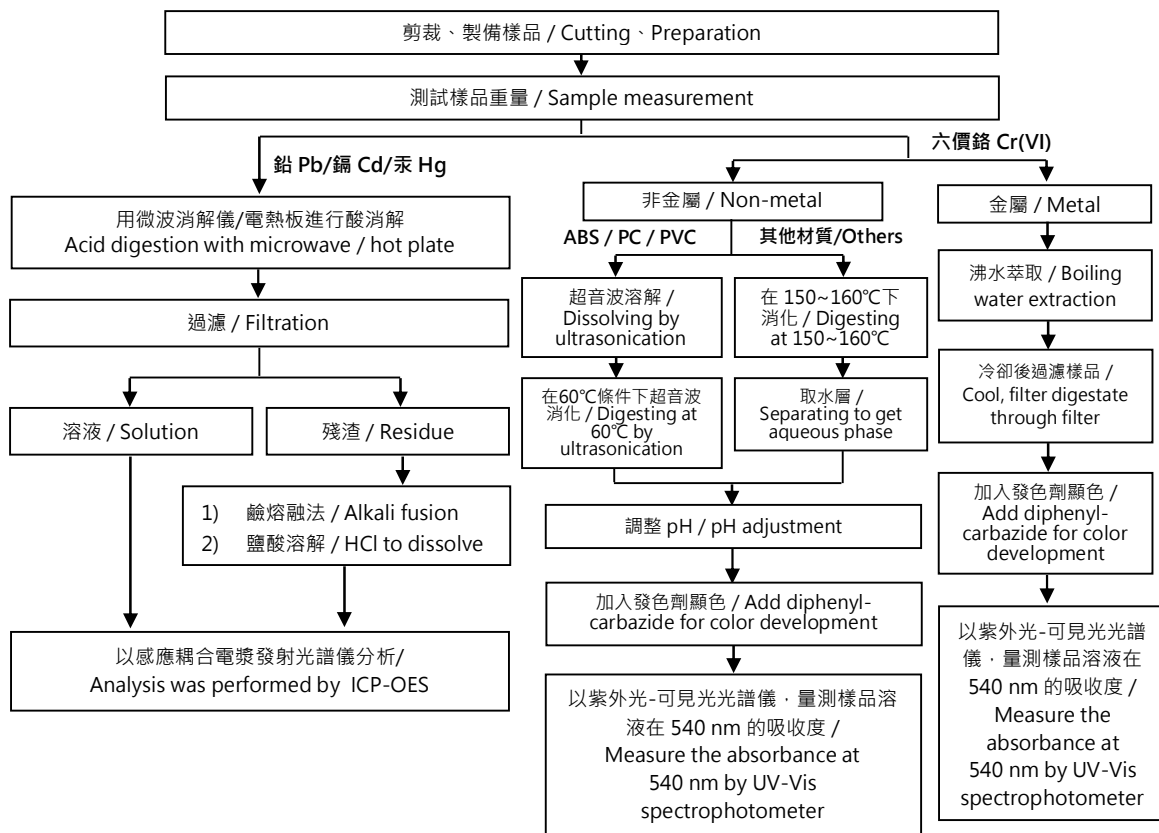 剪裁、製備樣品 / Cutting、Preparation
測試樣品重量 / Sample measurement
鉛 Pb/鎘 Cd/汞 Hg
六價鉻 Cr(VI)
用微波消解儀/電熱板進行酸消解
Acid digestion with microwave / hot plate
過濾 / Filtration
溶液 / Solution
殘渣 / Residue
1) 鹼熔融法 / Alkali fusion
2) 鹽酸溶解 / HCl to dissolve
以感應耦合電漿發射光譜儀分析/
Analysis was performed by ICP-OES
非金屬 / Non-metal
ABS / PC / PVC
其他材質/Others
超音波溶解 /
Dissolving by
ultrasonication
在 150~160℃下
消化 / Digesting
at 150~160℃
在60℃條件下超音波
消化 / Digesting at
60℃ by
ultrasonication
取水層 /
Separating to get
aqueous phase
調整 pH / pH adjustment
加入發色劑顯色 / Add diphenyl-
carbazide for color development
以紫外光-可見光光譜儀，量測樣品溶
液在 540 nm 的吸收度 /
Measure the absorbance at
540 nm by UV-Vis
spectrophotometer
金屬 / Metal
沸水萃取 / Boiling
water extraction
冷卻後過濾樣品 /
Cool, filter digestate
through filter
加入發色劑顯色 /
Add diphenyl-
carbazide for color
development
以紫外光-可見光光譜
儀，量測樣品溶液在
540 nm 的吸收度 /
Measure the
absorbance at
540 nm by UV-Vis
spectrophotometer